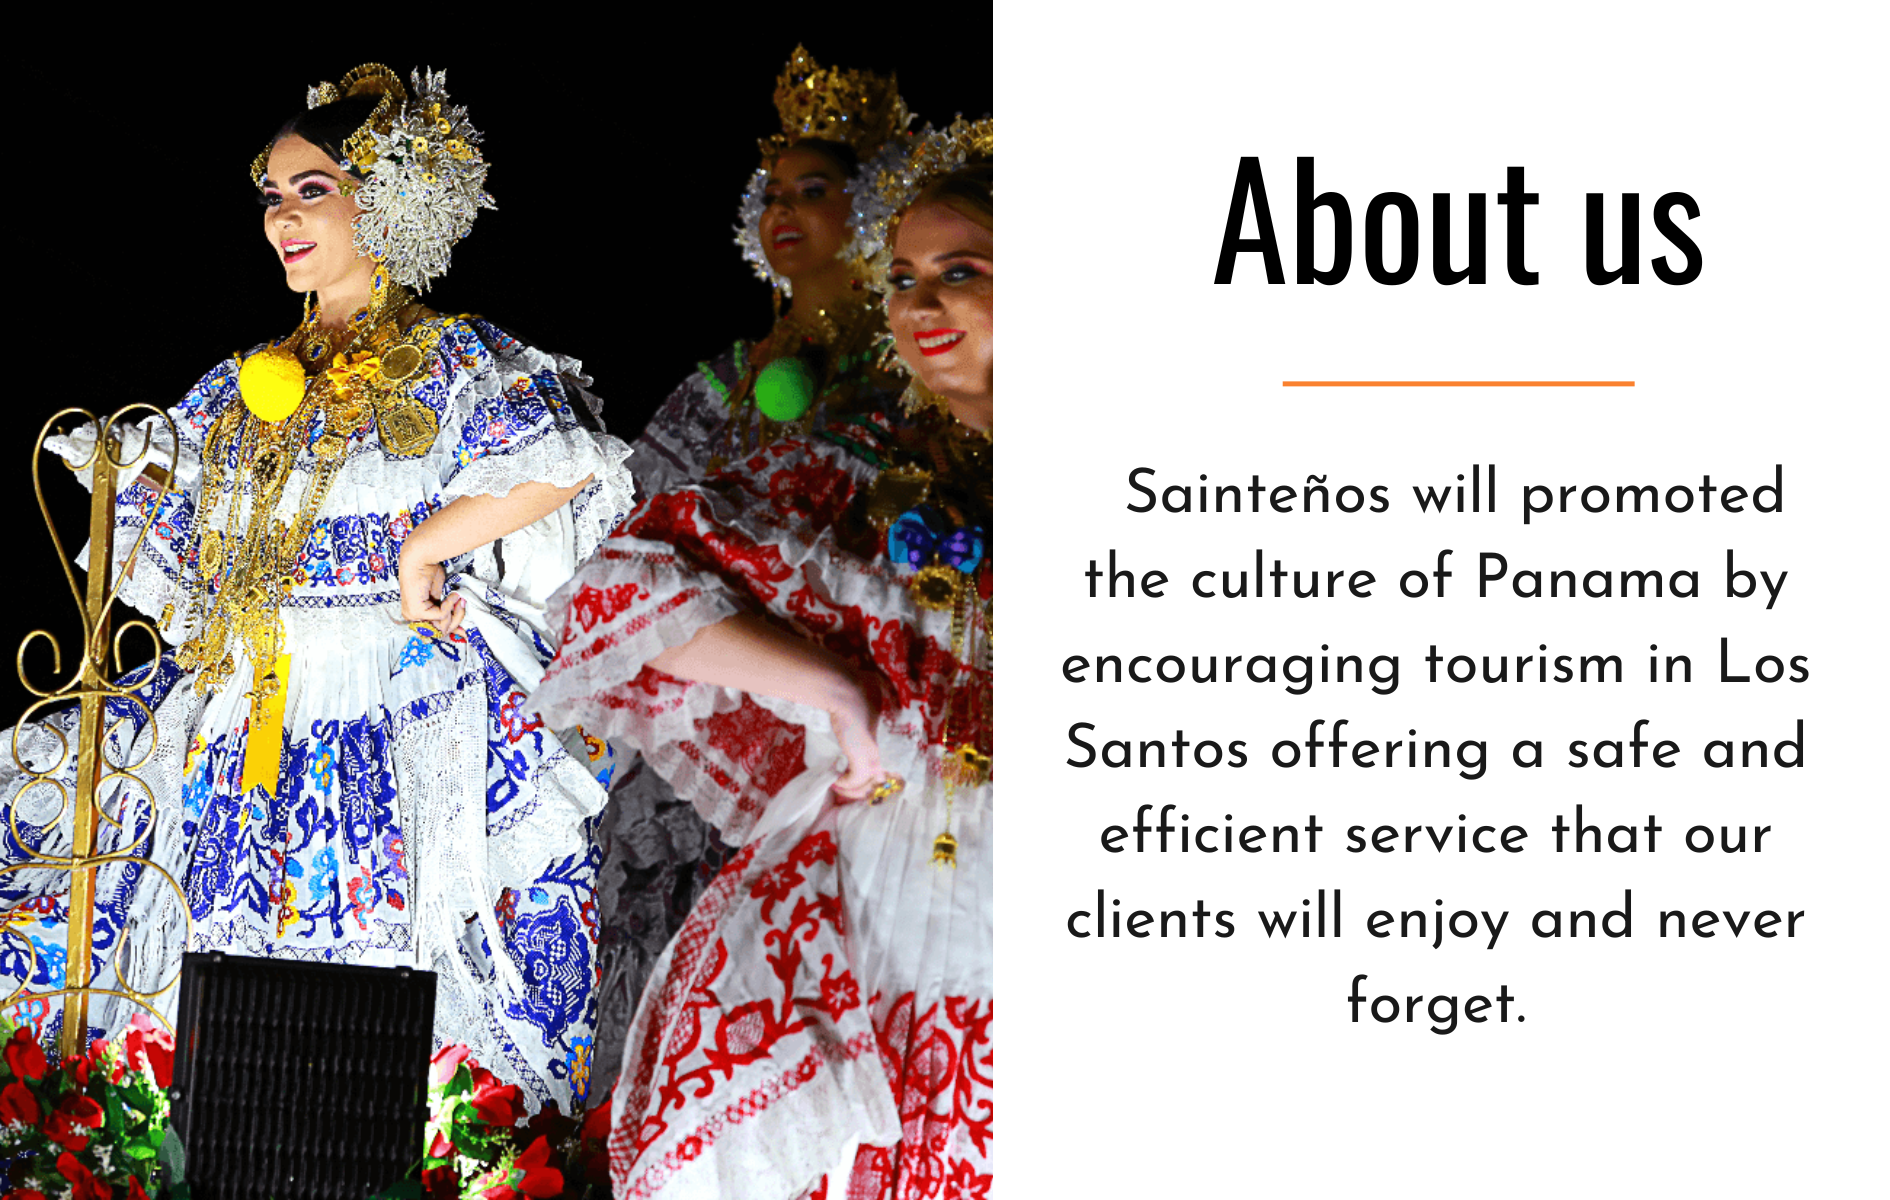 About us
Sainteños will promoted
the culture of Panama by
encouraging tourism in Los
Santos offering a safe and
efficient service that our
clients will enjoy and never
forget.